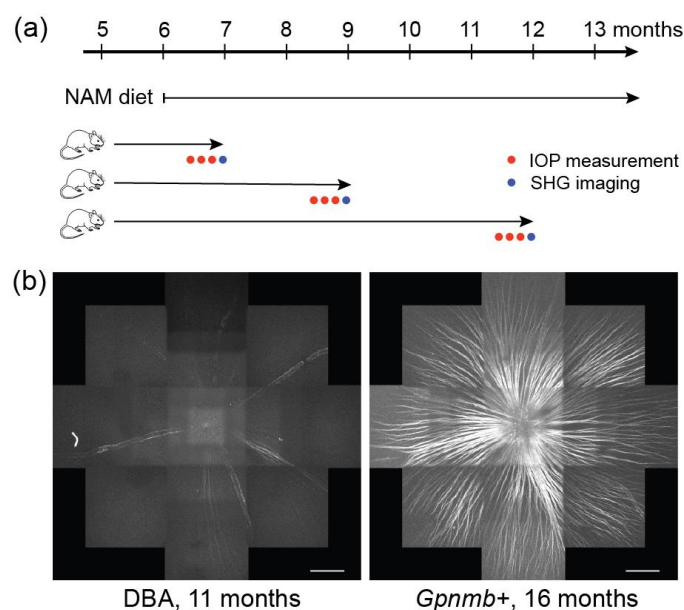 (a)
5 6 7 8 9 10 11 12 13 months
NAM diet
IOP measurement
SHG imaging
(b)
DBA, 11 months
Gpnmb+, 16 months